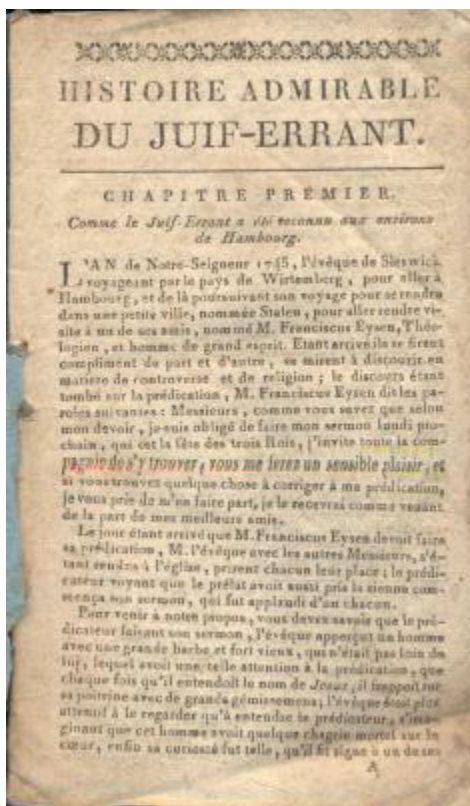 HISTOIRE ADMIRABLE
DU JUIF-ERRANT.
CHAPITRE PREMIER.
Comme le Juif-Errant a été reconnu aux environs
de Hambourg.
L'AN de Notre-Seigneur 1745, l'évêque de Sleswick
voyageant par le pays de Wirtemberg, pour aller à
Hambourg, et de là poursuivant son voyage pour se rendre
dans une petite ville, nommée Stalen, pour aller rendre vi-
site à un de ses amis, nommé M. Franciscus Eysen, Théo-
logien, et homme de grand esprit. Etant arrivé ils se firent
compliment de part et d'autre, se mirent à discourir en
matière de controverse et de religion; le discours étant
tombé sur la prédication, M. Franciscus Eysen dit les pa-
roles suivantes: Messieurs, comme vous savez que selon
mon devoir, je suis obligé de faire mon sermon lundi pro-
chain, qui est la fête des trois Rois, j'invite toute la com-
pagnie de s'y trouver, vous me ferez un sensible plaisir, et
si vous trouvez quelque chose à corriger à ma prédication,
je vous prie de m'en faire part, je le recevrai comme venant
de la part de mes meilleurs amis.
Le jour étant arrivé que M. Franciscus Eysen devoit faire
sa prédication, M. l'évêque avec les autres Messieurs, s'é-
tant rendus à l'église, prirent chacun leur place; le prédi-
cateur voyant que le prélat avoit aussi pris la sienne com-
mença son sermon, qui fut applaudi d'un chacun.
Pour venir à notre propos, vous devez savoir que le pré-
dicateur faisant son sermon, l'évêque apperçut un homme
avec une grande barbe et fort vieux, qui n'était pas loin de
lui, lequel avoit une telle attention à la prédication, que
chaque fois qu'il entendoit le nom de Jesus, il frappoit sur
sa poitrine avec de grands gémissemens; l'évêque étoit plus
attentif à le regarder qu'à entendre le prédicateur, s'ima-
ginant que cet homme avoit quelque chagrin mortel sur le
cœur, enfin sa curiosité fut telle, qu'il fit signe à un de ses
A